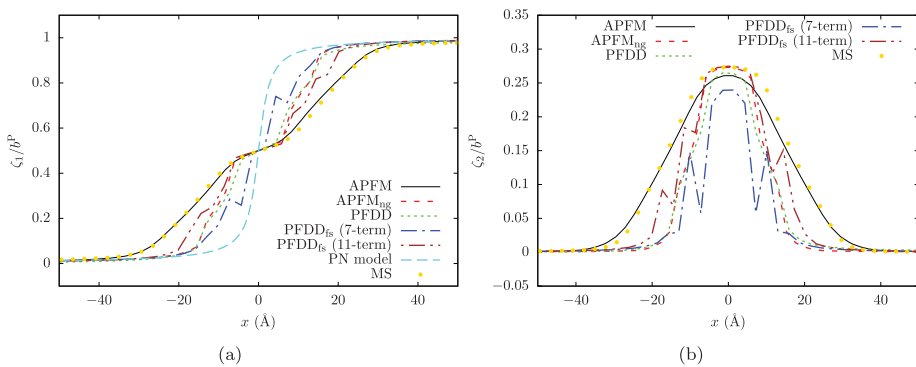 ζ₁/bᴾ
1
0.8
0.6
0.4
0.2
0
−40
−20
0
20
40
x (Å)
APFM
APFMng
PFDD
PFDDfs (7-term)
PFDDfs (11-term)
PN model
MS
(a)
ζ₂/bᴾ
0.35
0.3
0.25
0.2
0.15
0.1
0.05
0
−0.05
−40
−20
0
20
40
x (Å)
APFM
APFMng
PFDD
PFDDfs (7-term)
PFDDfs (11-term)
MS
(b)